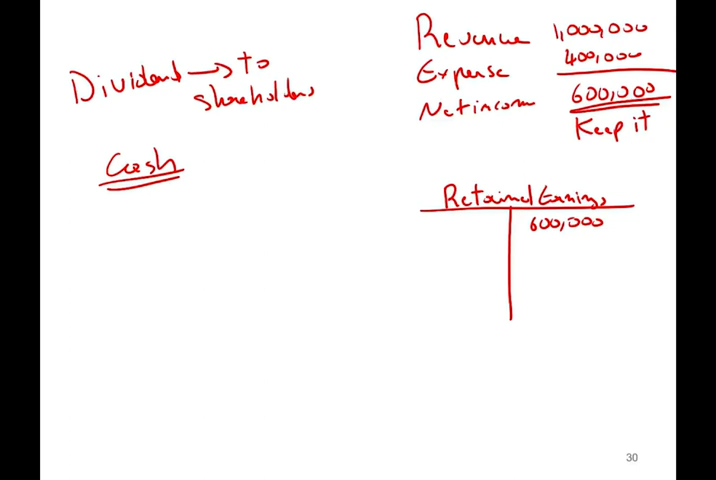 Dividend → to
shareholders
Cash
Revenue 1,000,000
Expense 400,000
Net income 600,000
Keep it
Retained Earnings
600,000
30